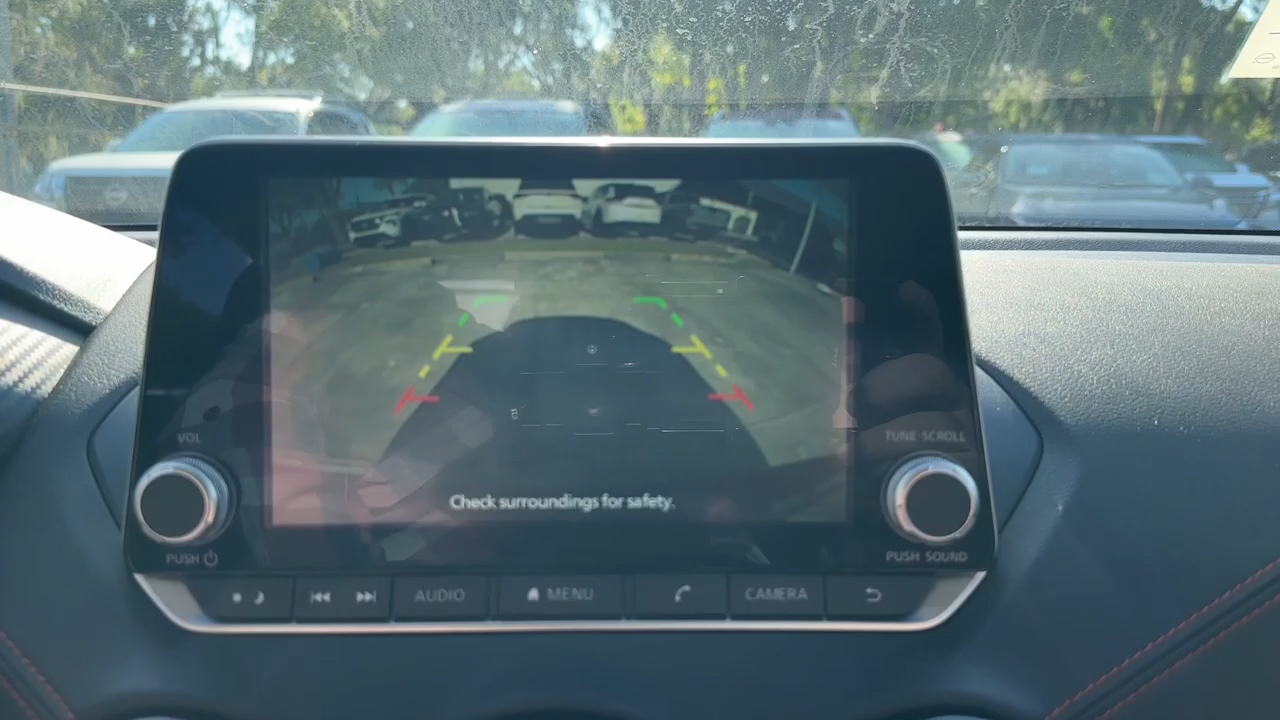 VOL
TUNE·SCROLL
Check surroundings for safety.
PUSH
PUSH SOUND
AUDIO
MENU
CAMERA